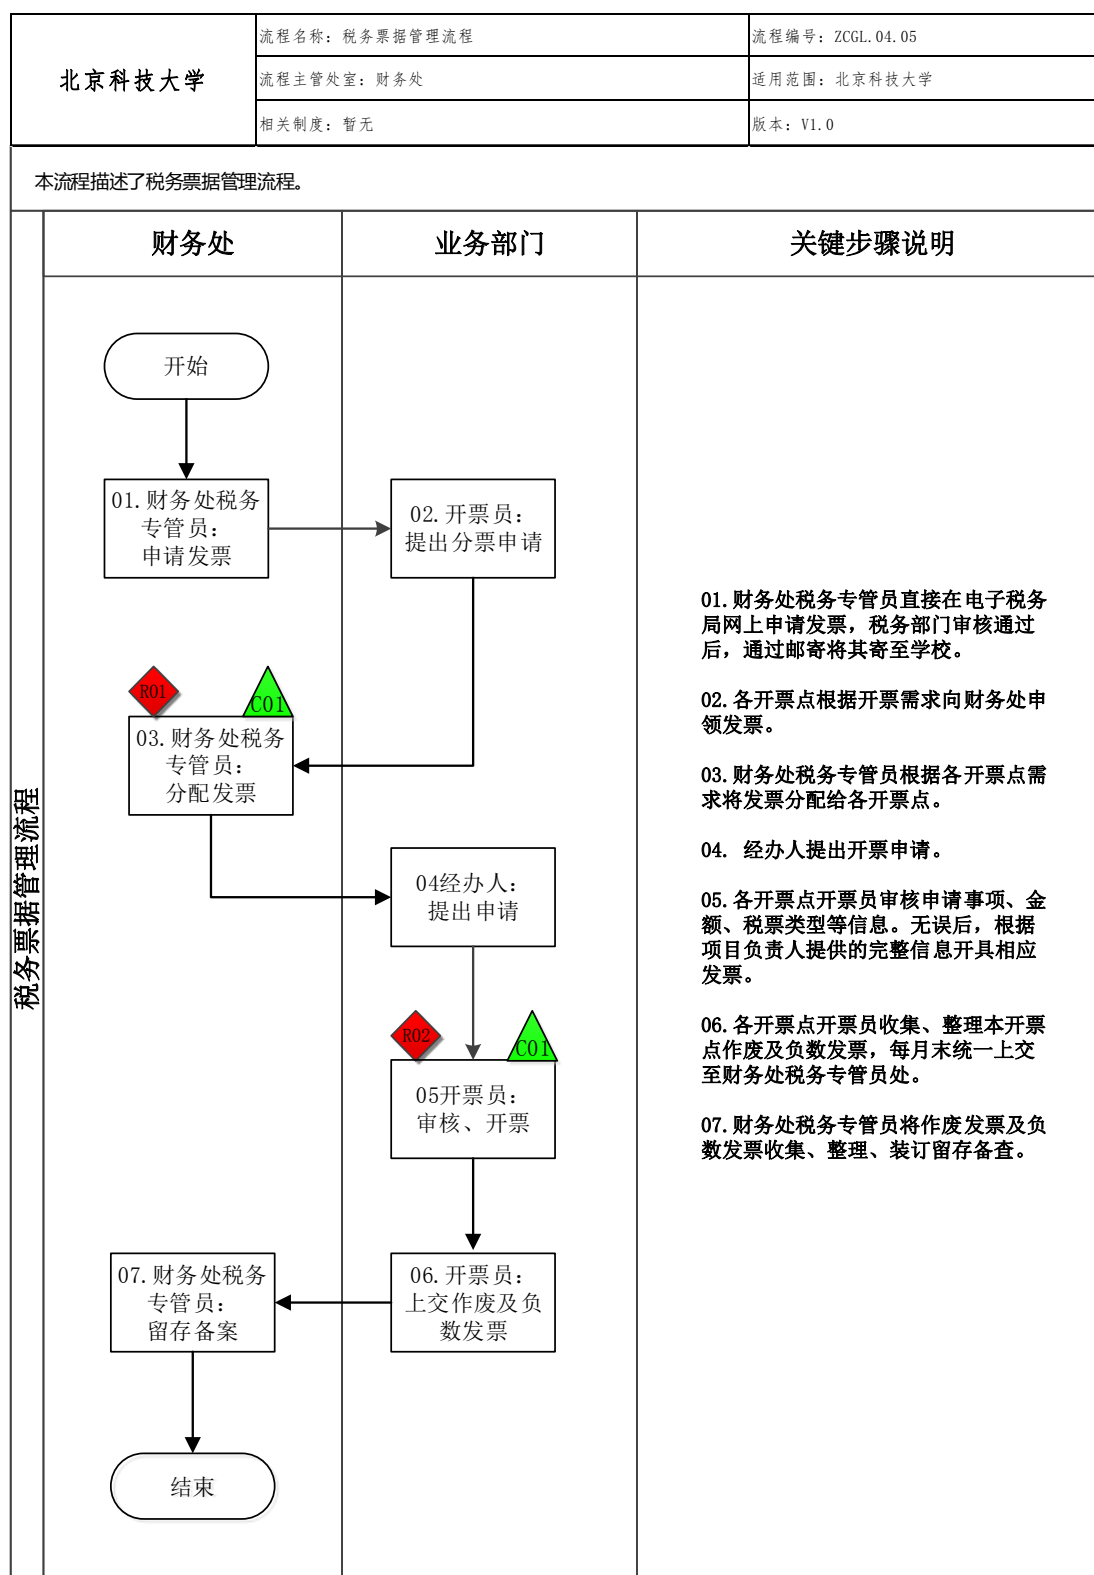 北京科技大学
流程名称：税务票据管理流程
流程编号：ZCGL.04.05
流程主管处室：财务处
适用范围：北京科技大学
相关制度：暂无
版本：V1.0
本流程描述了税务票据管理流程。
税务票据管理流程
财务处
业务部门
关键步骤说明
开始
01.财务处税务
专管员：
申请发票
02.开票员：
提出分票申请
R01
C01
03.财务处税务
专管员：
分配发票
04经办人：
提出申请
R02
C01
05开票员：
审核、开票
06.开票员：
上交作废及负
数发票
07.财务处税务
专管员：
留存备案
结束
01.财务处税务专管员直接在电子税务
局网上申请发票，税务部门审核通过
后，通过邮寄将其寄至学校。
02.各开票点根据开票需求向财务处申
领发票。
03.财务处税务专管员根据各开票点需
求将发票分配给各开票点。
04. 经办人提出开票申请。
05.各开票点开票员审核申请事项、金
额、税票类型等信息。无误后，根据
项目负责人提供的完整信息开具相应
发票。
06.各开票点开票员收集、整理本开票
点作废及负数发票，每月末统一上交
至财务处税务专管员处。
07.财务处税务专管员将作废发票及负
数发票收集、整理、装订留存备查。